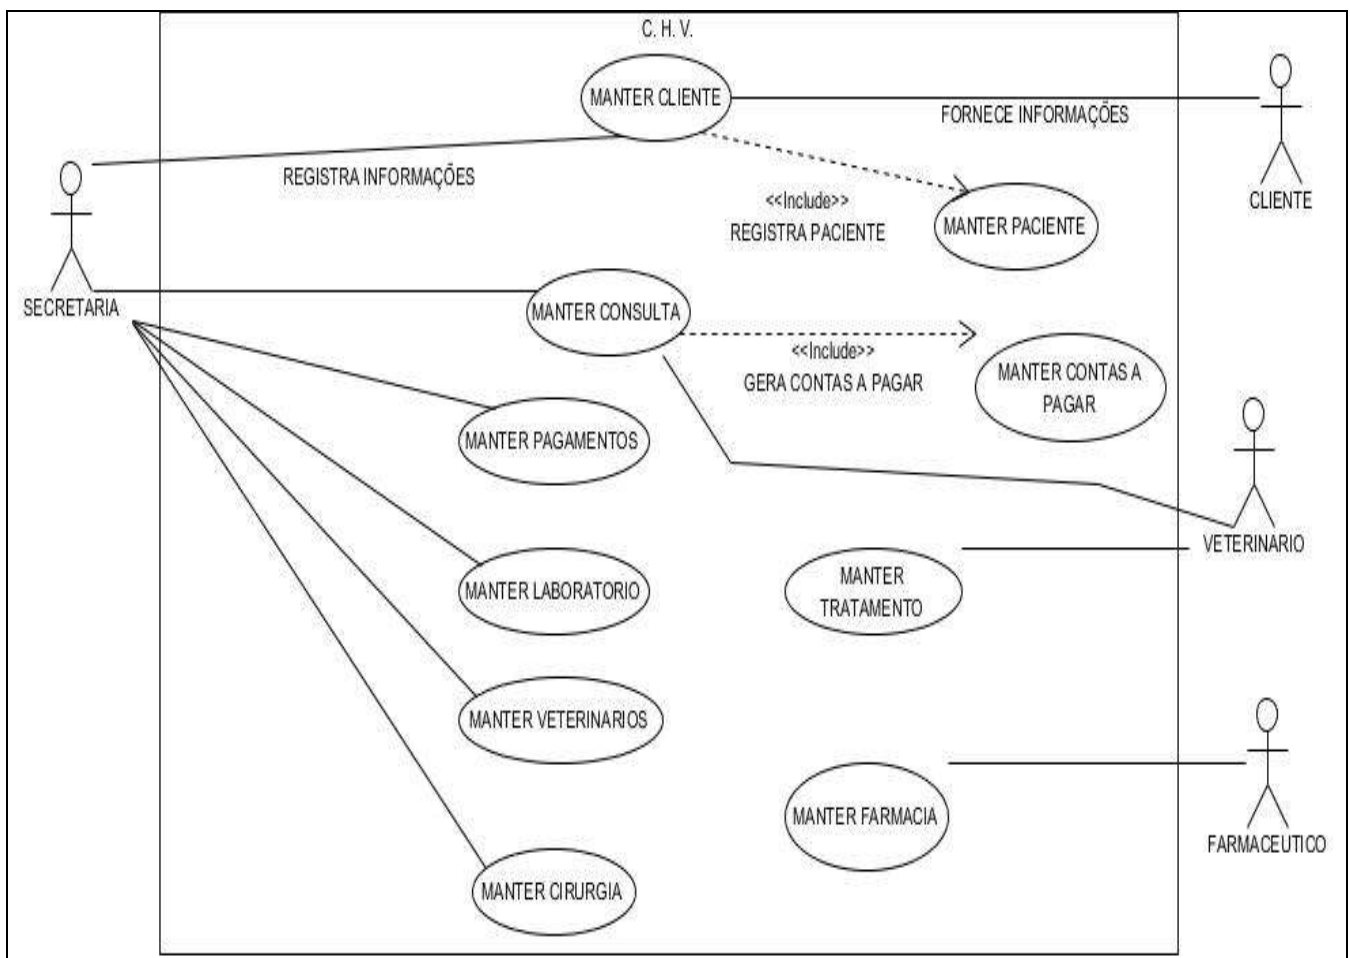 C. H. V.
MANTER CLIENTE
FORNECE INFORMAÇÕES
REGISTRA INFORMAÇÕES
<<Include>>
REGISTRA PACIENTE
MANTER PACIENTE
CLIENTE
SECRETARIA
MANTER CONSULTA
<<Include>>
GERA CONTAS A PAGAR
MANTER CONTAS A
PAGAR
MANTER PAGAMENTOS
VETERINARIO
MANTER LABORATORIO
MANTER
TRATAMENTO
MANTER VETERINARIOS
MANTER FARMACIA
FARMACEUTICO
MANTER CIRURGIA